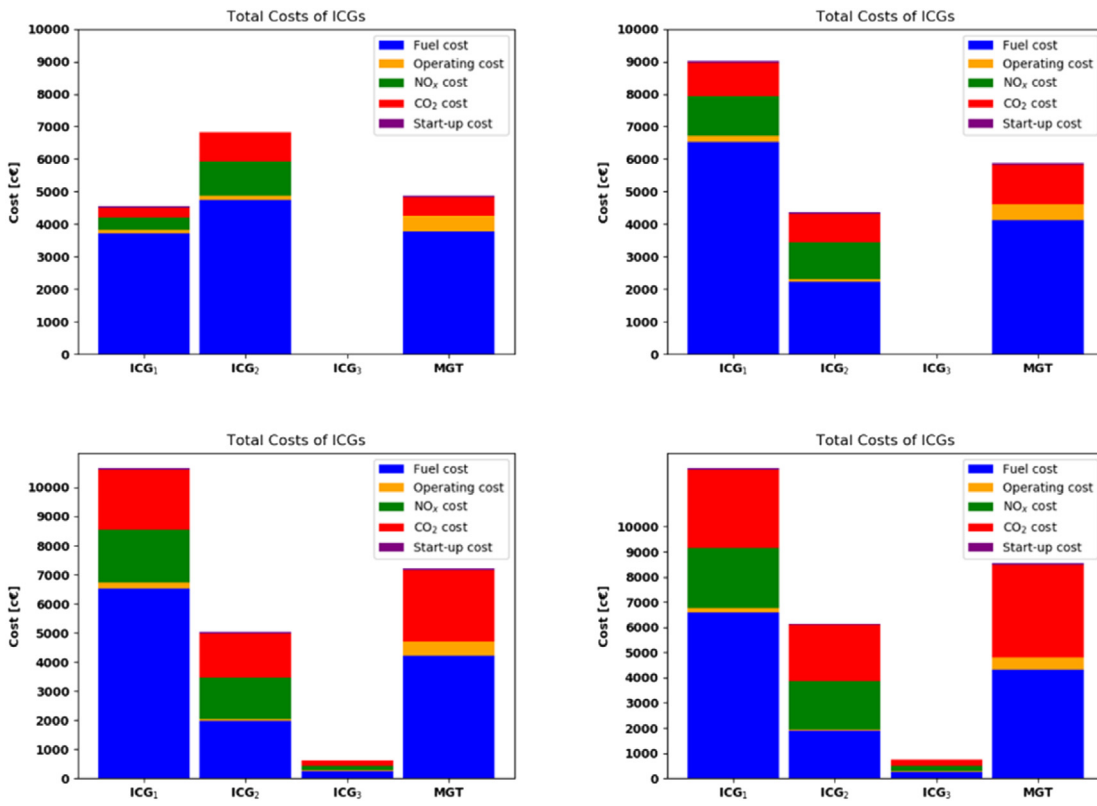 Total Costs of ICGs
Cost [c€]
10000
9000
8000
7000
6000
5000
4000
3000
2000
1000
0
Fuel cost
Operating cost
NOₓ cost
CO₂ cost
Start-up cost
ICG₁ ICG₂ ICG₃ MGT
Total Costs of ICGs
Cost [c€]
10000
9000
8000
7000
6000
5000
4000
3000
2000
1000
0
Fuel cost
Operating cost
NOₓ cost
CO₂ cost
Start-up cost
ICG₁ ICG₂ ICG₃ MGT
Total Costs of ICGs
Cost [c€]
10000
9000
8000
7000
6000
5000
4000
3000
2000
1000
0
Fuel cost
Operating cost
NOₓ cost
CO₂ cost
Start-up cost
ICG₁ ICG₂ ICG₃ MGT
Total Costs of ICGs
Cost [c€]
10000
9000
8000
7000
6000
5000
4000
3000
2000
1000
0
Fuel cost
Operating cost
NOₓ cost
CO₂ cost
Start-up cost
ICG₁ ICG₂ ICG₃ MGT